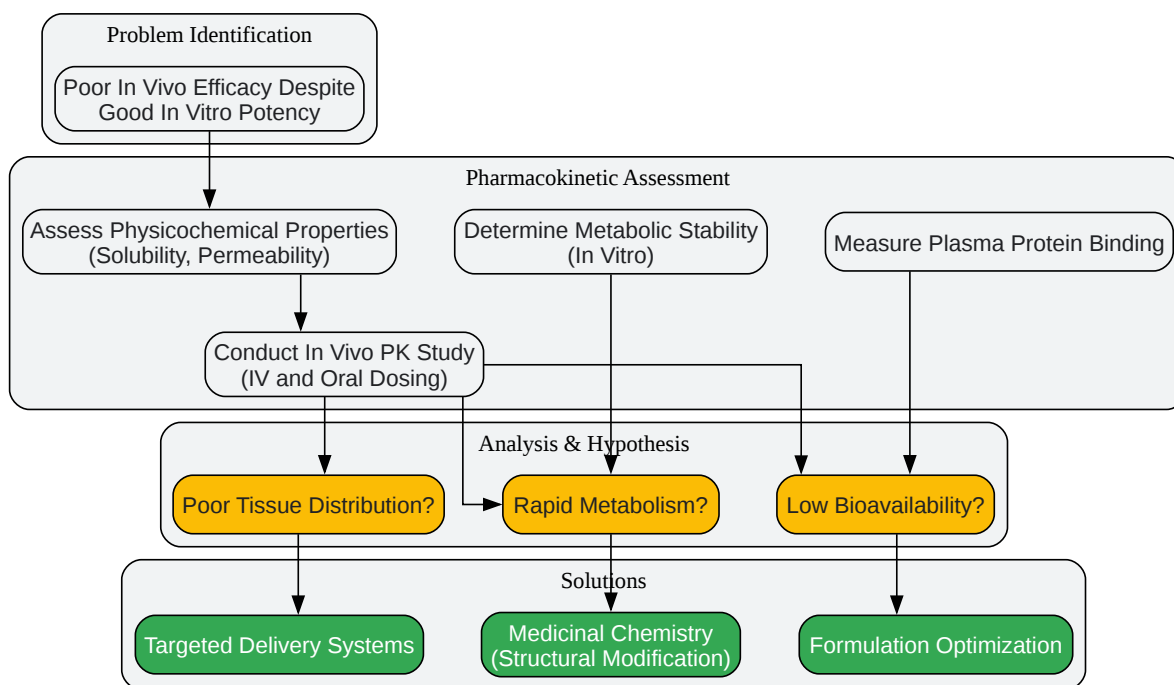 Problem Identification
Poor In Vivo Efficacy Despite
Good In Vitro Potency
Pharmacokinetic Assessment
Assess Physicochemical Properties
(Solubility, Permeability)
Determine Metabolic Stability
(In Vitro)
Measure Plasma Protein Binding
Conduct In Vivo PK Study
(IV and Oral Dosing)
Analysis & Hypothesis
Poor Tissue Distribution?
Rapid Metabolism?
Low Bioavailability?
Solutions
Targeted Delivery Systems
Medicinal Chemistry
(Structural Modification)
Formulation Optimization